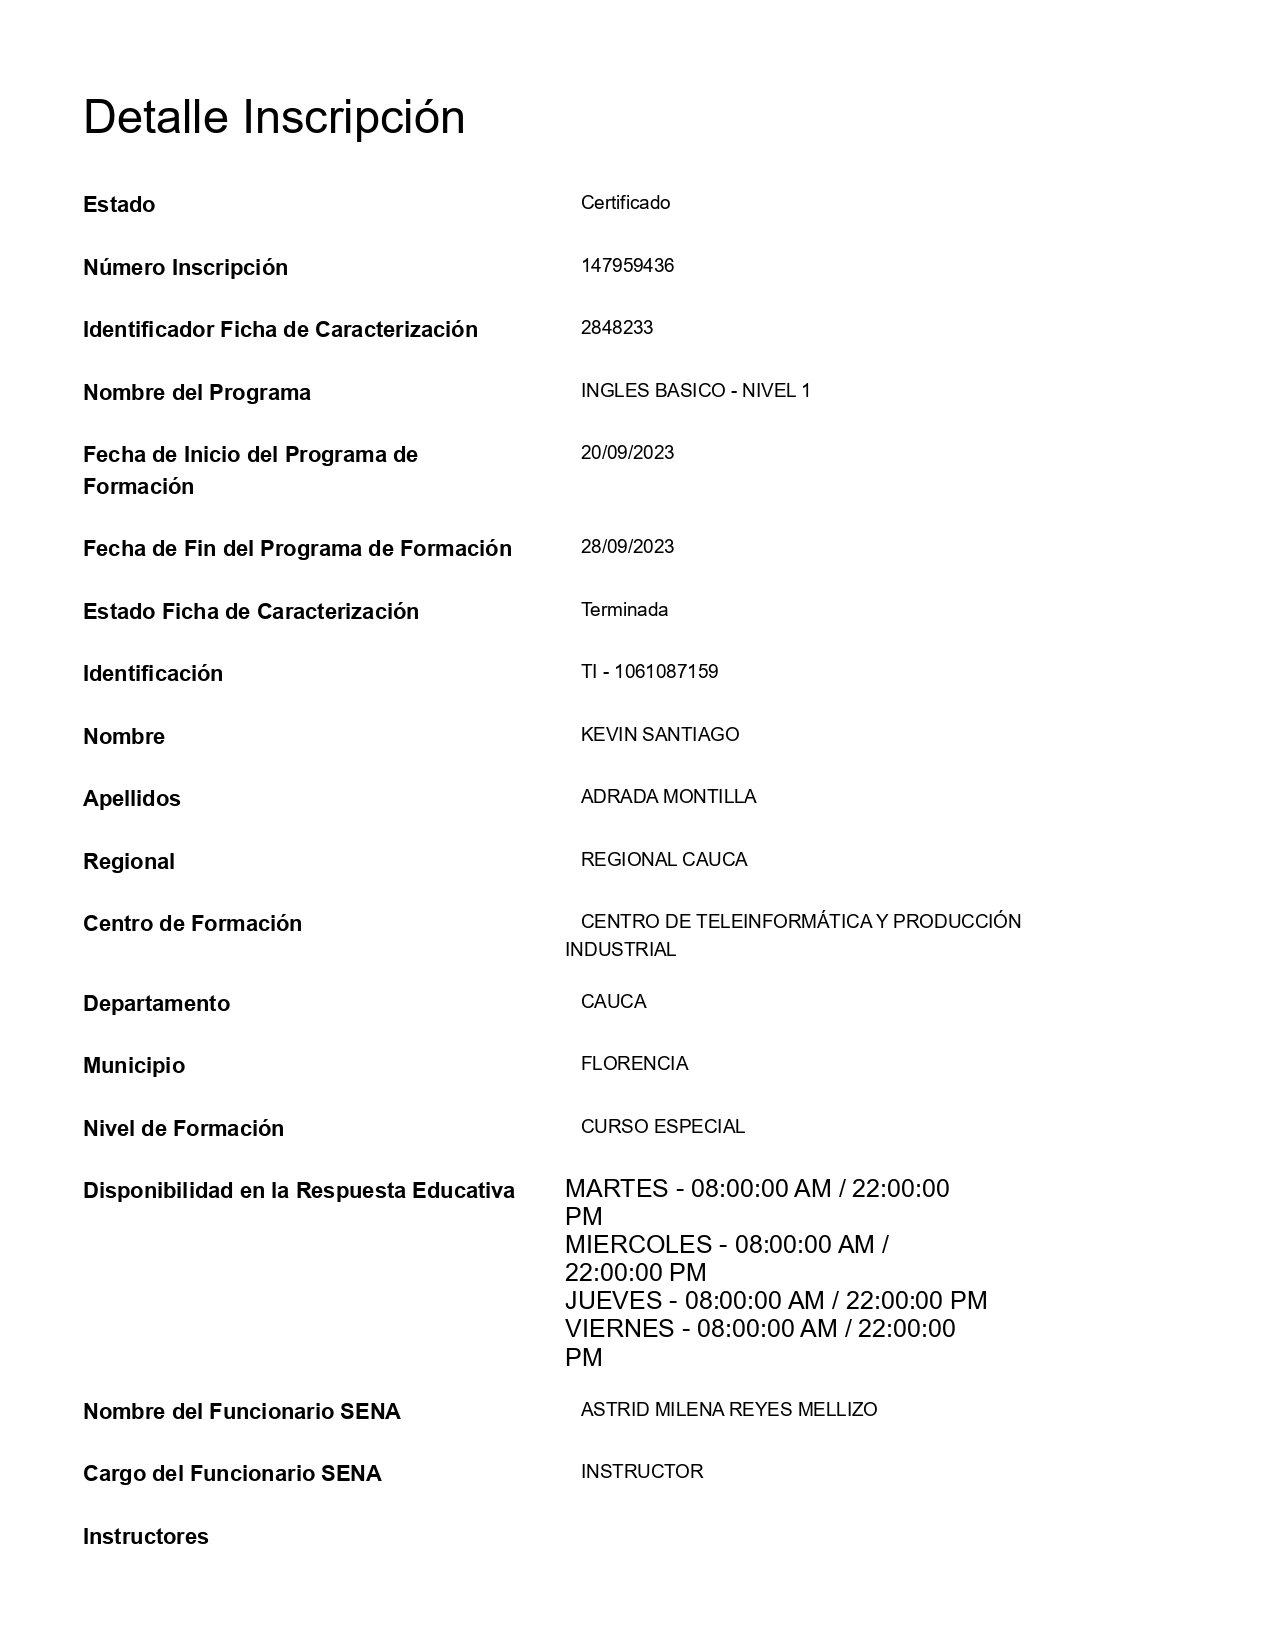 Detalle Inscripción
Estado Certificado
Número Inscripción 147959436
Identificador Ficha de Caracterización 2848233
Nombre del Programa INGLES BASICO - NIVEL 1
Fecha de Inicio del Programa de 20/09/2023
Formación
Fecha de Fin del Programa de Formación 28/09/2023
Estado Ficha de Caracterización Terminada
Identificación TI - 1061087159
Nombre KEVIN SANTIAGO
Apellidos ADRADA MONTILLA
Regional REGIONAL CAUCA
Centro de Formación CENTRO DE TELEINFORMÁTICA Y PRODUCCIÓN
INDUSTRIAL
Departamento CAUCA
Municipio FLORENCIA
Nivel de Formación CURSO ESPECIAL
Disponibilidad en la Respuesta Educativa MARTES - 08:00:00 AM / 22:00:00
PM
MIERCOLES - 08:00:00 AM /
22:00:00 PM
JUEVES - 08:00:00 AM / 22:00:00 PM
VIERNES - 08:00:00 AM / 22:00:00
PM
Nombre del Funcionario SENA ASTRID MILENA REYES MELLIZO
Cargo del Funcionario SENA INSTRUCTOR
Instructores